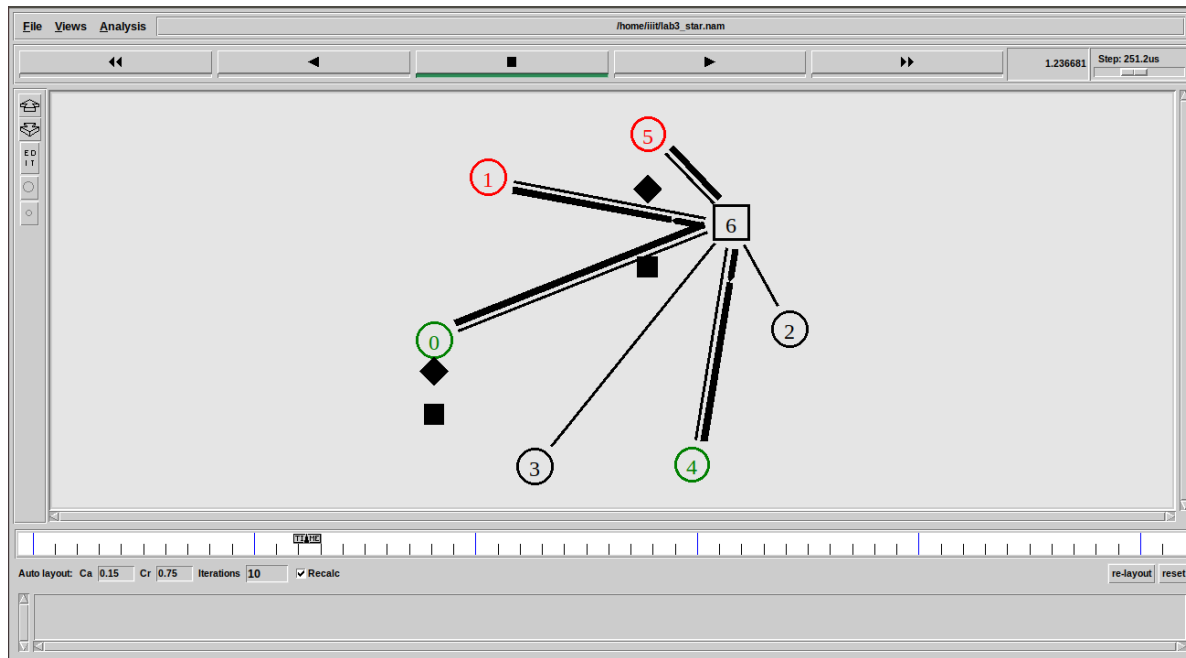 File Views Analysis /home/iiit/lab3_star.nam
1.236681 Step: 251.2us
E D
I T
5
1
6
0
2
3
4
TIME
Auto layout: Ca 0.15 Cr 0.75 Iterations 10 Recalc re-layout reset